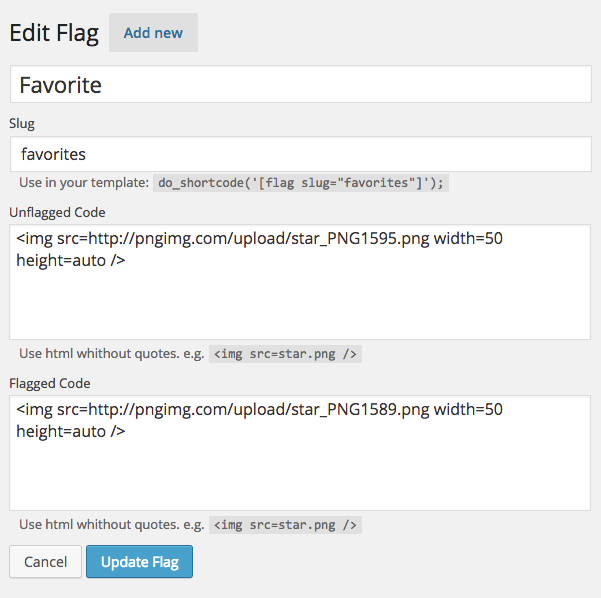 Edit Flag Add new
Favorite
Slug
favorites
Use in your template: do_shortcode('[flag slug="favorites"]');
Unflagged Code
<img src=http://pngimg.com/upload/star_PNG1595.png width=50
height=auto />
Use html whithout quotes. e.g. <img src=star.png />
Flagged Code
<img src=http://pngimg.com/upload/star_PNG1589.png width=50
height=auto />
Use html whithout quotes. e.g. <img src=star.png />
Cancel Update Flag